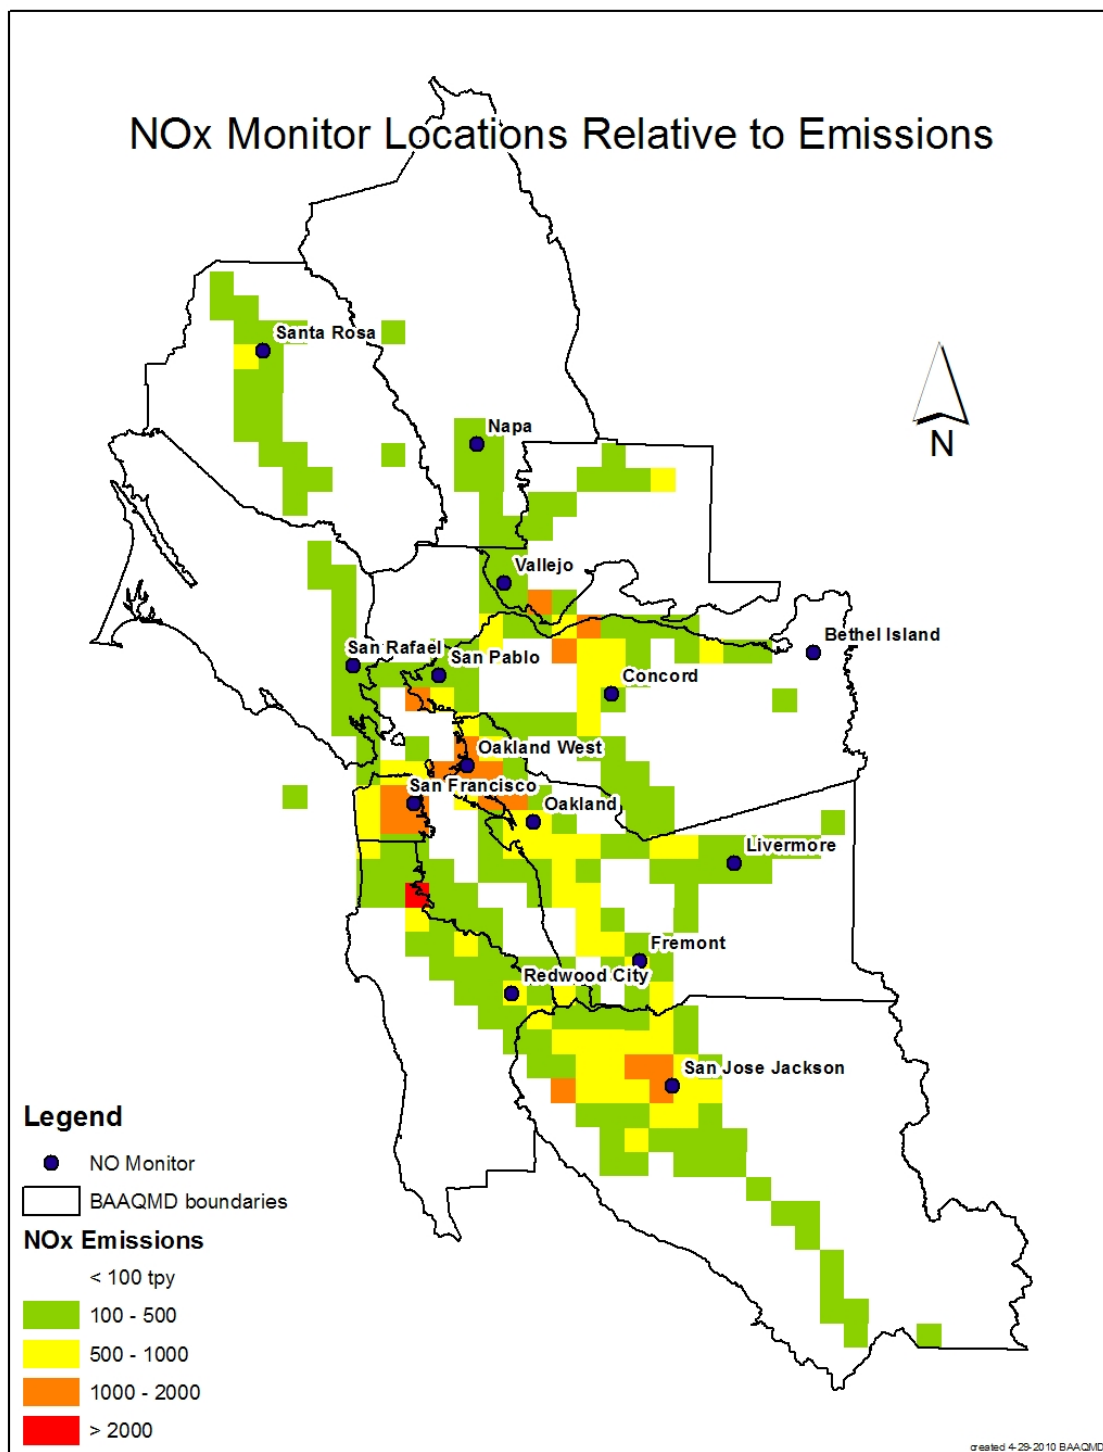 NOx Monitor Locations Relative to Emissions
Santa Rosa
N
Napa
Vallejo
Bethel Island
San Rafael
San Pablo
Concord
Oakland West
San Francisco
Oakland
Livermore
Fremont
Redwood City
San Jose Jackson
Legend
NO Monitor
BAAQMD boundaries
NOx Emissions
< 100 tpy
100 - 500
500 - 1000
1000 - 2000
> 2000
created 4-29-2010 BAAQMD